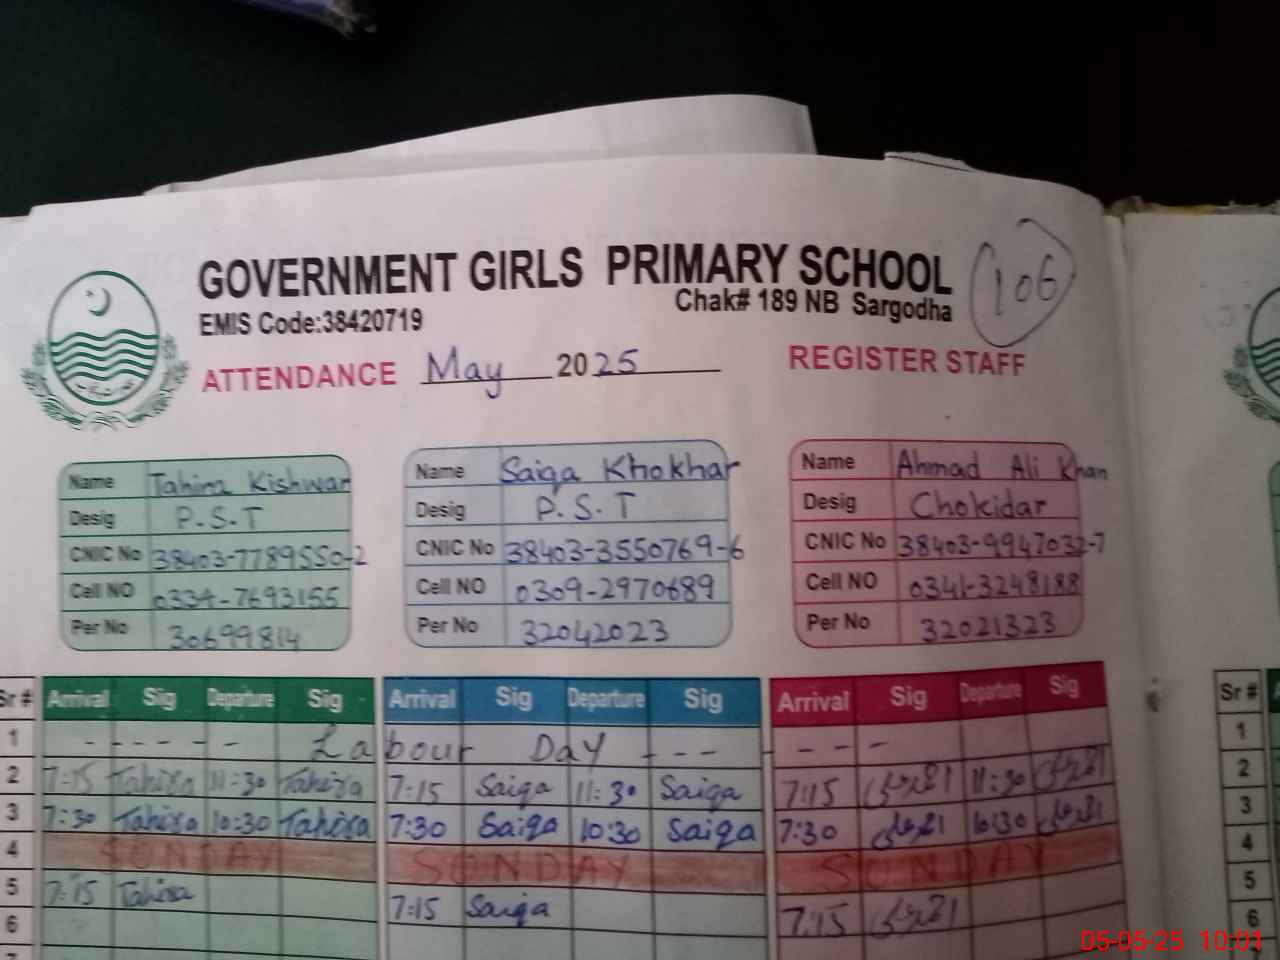 GOVERNMENT GIRLS PRIMARY SCHOOL
106
EMIS Code:38420719
Chak# 189 NB Sargodha
ATTENDANCE May 2025 REGISTER STAFF
Name Tahira Kishwar
Desig P.S.T
CNIC No 38403-7789550-2
Cell NO 0334-7693155
Per No 30699814
Name Saiqa Khokhar
Desig P.S.T
CNIC No 38403-3550769-6
Cell NO 0309-2970689
Per No 32042023
Name Ahmad Ali Khan
Desig Chokidar
CNIC No 38403-9947032-7
Cell NO 0341-3248188
Per No 32021323
Sr # Arrival Sig Departure Sig Arrival Sig Departure Sig Arrival Sig Departure Sig
1 - - - - - - Labour Day - - - - - - -
2 7:15 Tahira 11:30 Tahira 7:15 Saiqa 11:30 Saiqa 7:15 11:30
3 7:30 Tahira 10:30 Tahira 7:30 Saiqa 10:30 Saiqa 7:30 10:30
4 SUNDAY SUNDAY SUNDAY
5 7:15 Tahira 7:15 Saiqa 7:15
6
Sr #
1
2
3
4
5
6
05-05-25 10:01